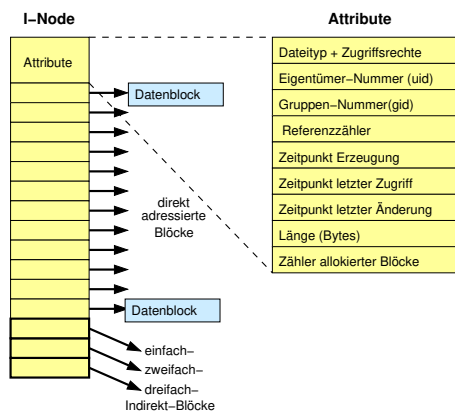 I−Node
Attribute
Datenblock
direkt
adressierte
Blöcke
Datenblock
einfach−
zweifach−
dreifach−
Indirekt−Blöcke
Attribute
Dateityp + Zugriffsrechte
Eigentümer−Nummer (uid)
Gruppen−Nummer(gid)
Referenzzähler
Zeitpunkt Erzeugung
Zeitpunkt letzter Zugriff
Zeitpunkt letzter Änderung
Länge (Bytes)
Zähler allokierter Blöcke